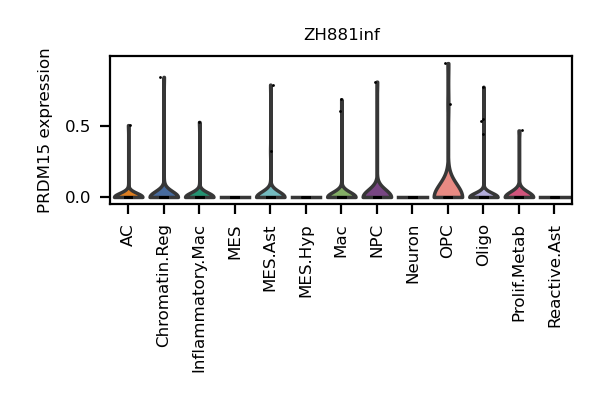 ZH881inf
PRDM15 expression
0.5
0.0
AC
Chromatin.Reg
Inflammatory.Mac
MES
MES.Ast
MES.Hyp
Mac
NPC
Neuron
OPC
Oligo
Prolif.Metab
Reactive.Ast